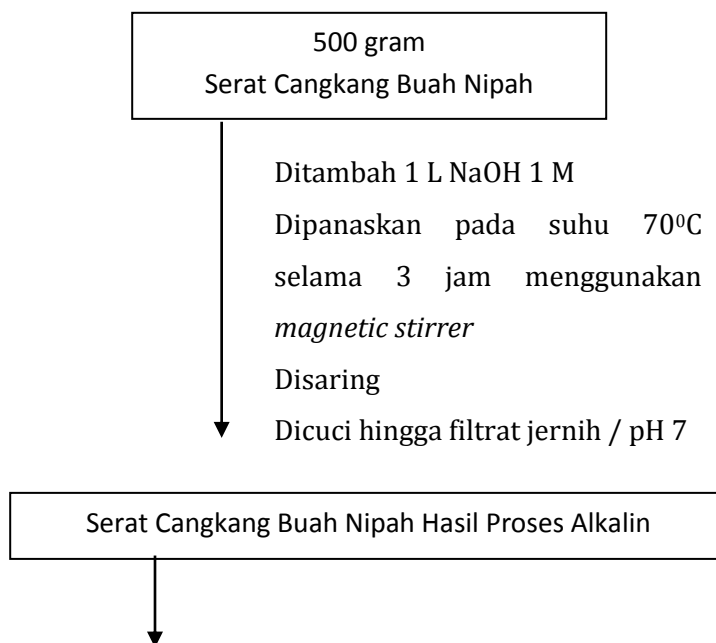 500 gram
Serat Cangkang Buah Nipah
Ditambah 1 L NaOH 1 M
Dipanaskan pada suhu 70⁰C
selama 3 jam menggunakan
magnetic stirrer
Disaring
Dicuci hingga filtrat jernih / pH 7
Serat Cangkang Buah Nipah Hasil Proses Alkalin